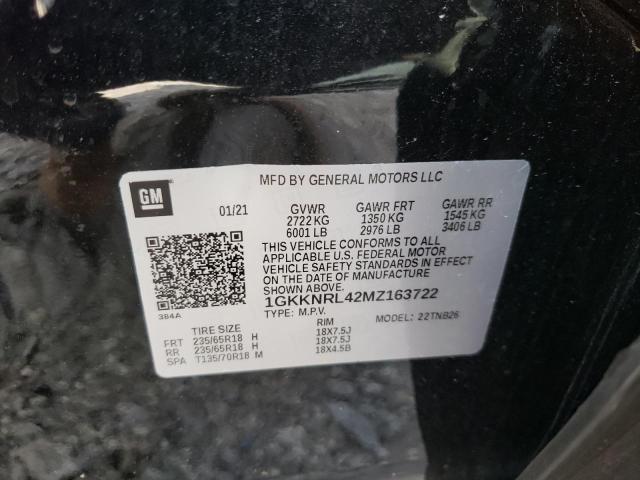 GM
MFD BY GENERAL MOTORS LLC
01/21
GVWR GAWR FRT GAWR RR
2722 KG 1350 KG 1545 KG
6001 LB 2976 LB 3406 LB
THIS VEHICLE CONFORMS TO ALL
APPLICABLE U.S. FEDERAL MOTOR
VEHICLE SAFETY STANDARDS IN EFFECT
ON THE DATE OF MANUFACTURE
SHOWN ABOVE.
1GKKNRL42MZ163722
TYPE: M.P.V. MODEL: 22TNB26
384A
TIRE SIZE RIM
FRT 235/65R18 H 18X7.5J
RR 235/65R18 H 18X7.5J
SPA T135/70R18 M 18X4.5B